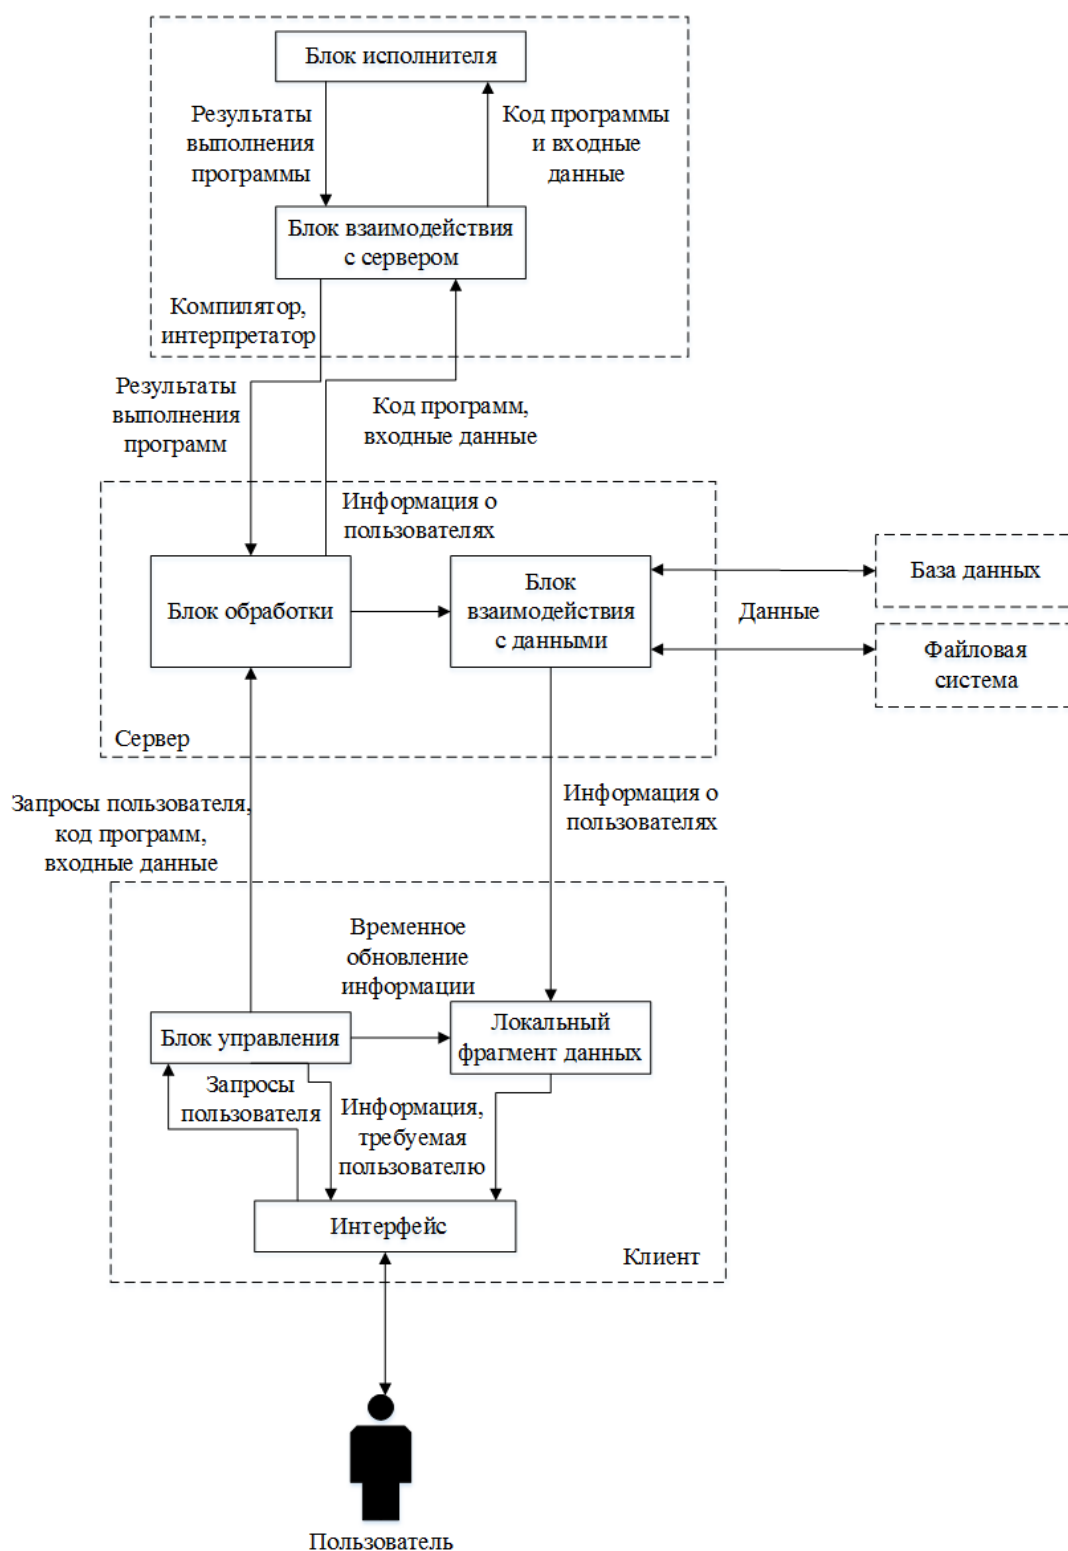 Блок исполнителя
Результаты
выполнения
программы
Код программы
и входные
данные
Блок взаимодействия
с сервером
Компилятор,
интерпретатор
Результаты
выполнения
программ
Код программ,
входные данные
Информация о
пользователях
Блок обработки
Блок
взаимодействия
с данными
Данные
База данных
Файловая
система
Сервер
Запросы пользователя,
код программ,
входные данные
Информация о
пользователях
Временное
обновление
информации
Блок управления
Локальный
фрагмент данных
Запросы
пользователя
Информация,
требуемая
пользователю
Интерфейс
Клиент
Пользователь